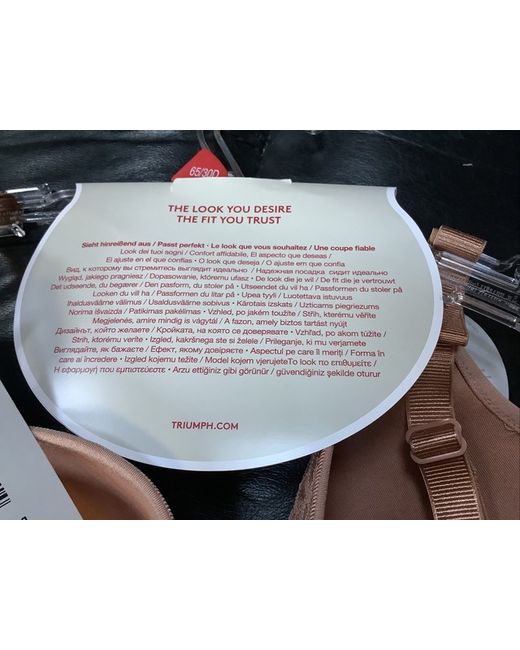 65/30D
THE LOOK YOU DESIRE
THE FIT YOU TRUST
Sieht hinreißend aus / Passt perfekt • Le look que vous souhaitez / Une coupe fiable
Look dei tuoi sogni / Comfort affidabile, El aspecto que deseas /
El ajuste en el que confías • O look que deseja / O ajuste em que confia
Вид, к которому вы стремитесь выглядит идеально / Надежная посадка сидит идеально
Wygląd, jakiego pragniesz / Dopasowanie, któremu ufasz • De look die je wil / De fit die je vertrouwt
Det udseende, du begærer / Den pasform, du stoler på • Utseendet du vil ha / Passformen du stoler på
Looken du vill ha / Passformen du litar på • Upea tyyli / Luotettava istuvuus
Ihaldusväärne välimus / Usaldusväärne sobivus • Kārotais izskats / Uzticams piegriezums
Norima išvaizda / Patikimas pakėlimas • Vzhled, po jakém toužíte / Střih, kterému věříte
Megjelenés, amire mindig is vágytál / A fazon, amely biztos tartást nyújt
Дизайнът, който желаете / Кройката, на която се доверявате • Vzhľad, po akom túžite /
Strih, ktorému veríte • Izgled, kakršnega ste si želele / Prileganje, ki mu verjamete
Виглядайте, як бажаєте / Ефект, якому довіряєте • Aspectul pe care îl meriți / Forma în
care ai încredere • Izgled kojemu težite / Model kojem vjerujeteTo look που επιθυμείτε /
Η εφαρμογή που εμπιστεύεστε • Arzu ettiğiniz gibi görünür / güvendiğiniz şekilde oturur
TRIUMPH.COM